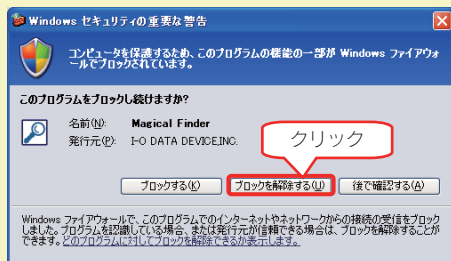 Windows セキュリティの重要な警告
コンピュータを保護するため、このプログラムの機能の一部が Windows ファイアウォ
ールでブロックされています。
このプログラムをブロックし続けますか?
名前(N): Magical Finder
発行元(P): I-O DATA DEVICE,INC.
クリック
ブロックする(K) ブロックを解除する(U) 後で確認する(A)
Windows ファイアウォールで、このプログラムでのインターネットやネットワークからの接続の受信をブロック
しました。プログラムを認識している場合、または発行元が信頼できる場合は、ブロックを解除することが
できます。どのプログラムに対してブロックを解除できるか表示します。